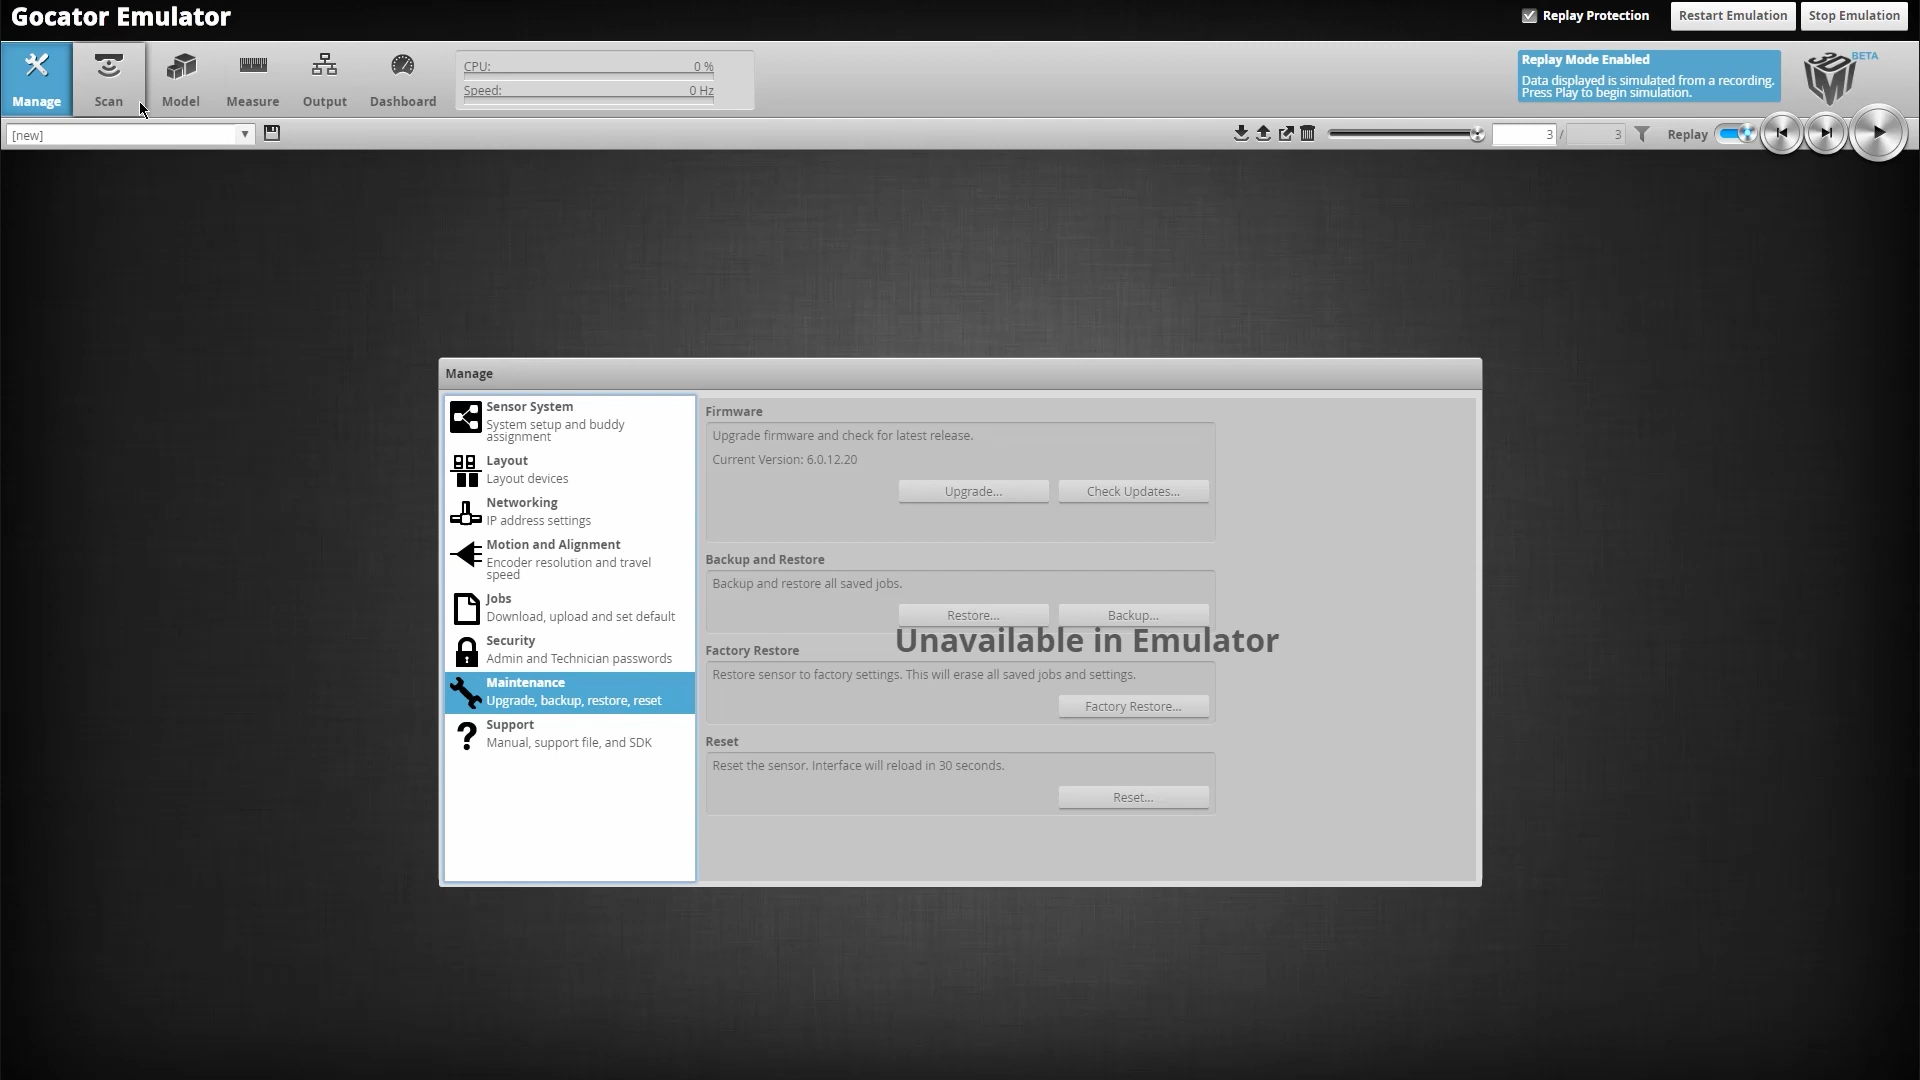 Gocator Emulator
Replay Protection
Restart Emulation
Stop Emulation
Manage
Scan
Model
Measure
Output
Dashboard
CPU:
0 %
Speed:
0 Hz
Replay Mode Enabled
Data displayed is simulated from a recording.
Press Play to begin simulation.
3D
BETA
[new]
3 / 3
Replay
Manage
Sensor System
System setup and buddy
assignment
Layout
Layout devices
Networking
IP address settings
Motion and Alignment
Encoder resolution and travel
speed
Jobs
Download, upload and set default
Security
Admin and Technician passwords
Maintenance
Upgrade, backup, restore, reset
Support
Manual, support file, and SDK
Firmware
Upgrade firmware and check for latest release.
Current Version: 6.0.12.20
Upgrade...
Check Updates...
Backup and Restore
Backup and restore all saved jobs.
Restore...
Backup...
Unavailable in Emulator
Factory Restore
Restore sensor to factory settings. This will erase all saved jobs and settings.
Factory Restore...
Reset
Reset the sensor. Interface will reload in 30 seconds.
Reset...